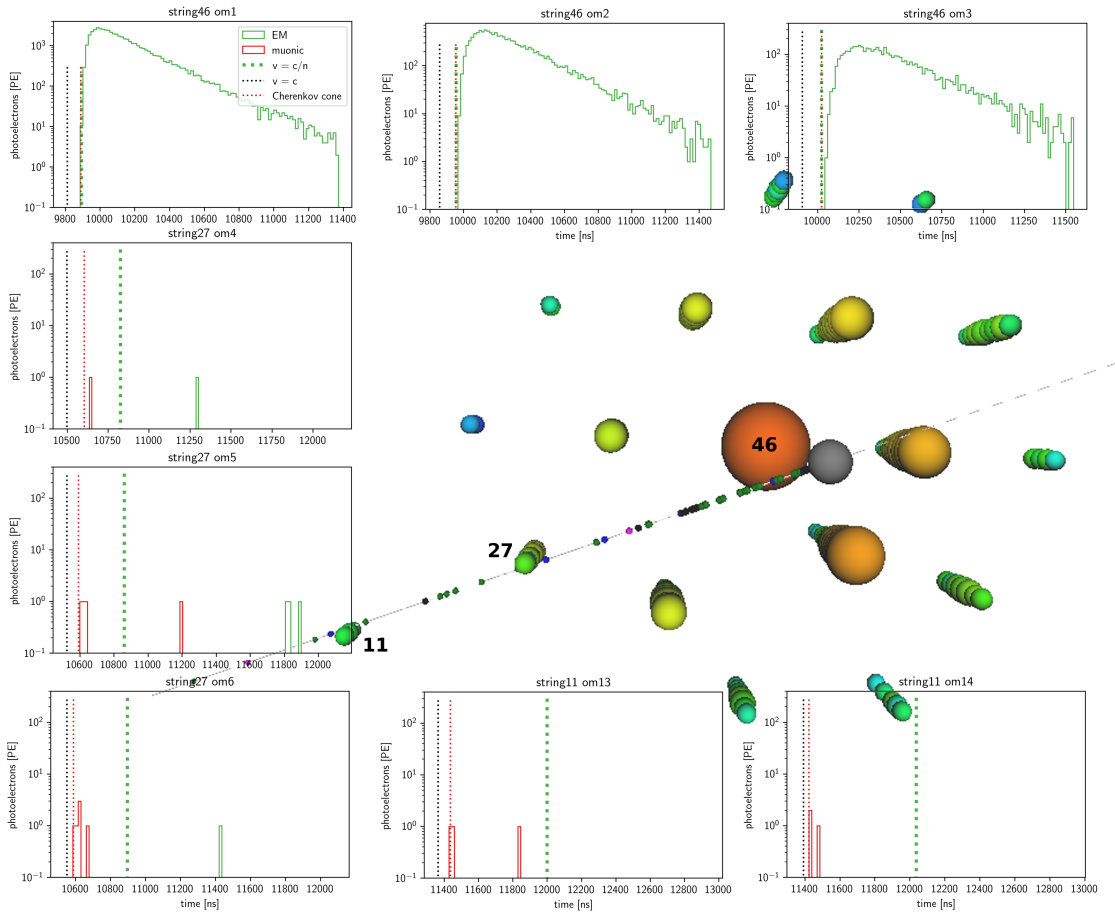 string46 om1
photoelectrons [PE]
10³
10²
10¹
10⁰
10⁻¹
EM
muonic
v = c/n
v = c
Cherenkov cone
9800 10000 10200 10400 10600 10800 11000 11200 11400
string46 om2
photoelectrons [PE]
10²
10¹
10⁰
10⁻¹
9800 10000 10200 10400 10600 10800 11000 11200 11400
time [ns]
string46 om3
photoelectrons [PE]
10²
10¹
10⁰
10000 10250 10500 10750 11000 11250 11500
time [ns]
string27 om4
photoelectrons [PE]
10²
10¹
10⁰
10⁻¹
10500 10750 11000 11250 11500 11750 12000
46
27
11
string27 om5
photoelectrons [PE]
10²
10¹
10⁰
10⁻¹
10600 10800 11000 11200 11400 11600 11800 12000
string27 om6
photoelectrons [PE]
10²
10¹
10⁰
10⁻¹
10600 10800 11000 11200 11400 11600 11800 12000
time [ns]
string11 om13
photoelectrons [PE]
10²
10¹
10⁰
10⁻¹
11400 11600 11800 12000 12200 12400 12600 12800 13000
time [ns]
string11 om14
photoelectrons [PE]
10²
10¹
10⁰
10⁻¹
11400 11600 11800 12000 12200 12400 12600 12800 13000
time [ns]